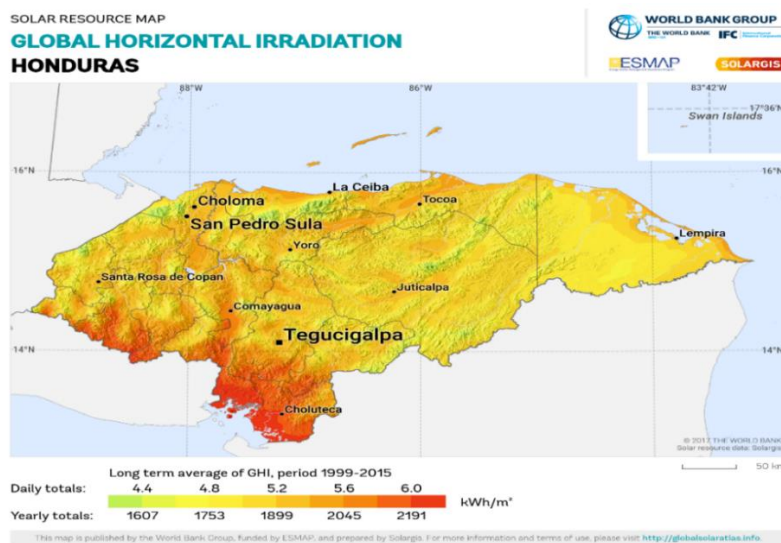 SOLAR RESOURCE MAP
GLOBAL HORIZONTAL IRRADIATION
HONDURAS
WORLD BANK GROUP
THE WORLD BANK IFC
ESMAP SOLARGIS
88°W 86°W 83°42'W
17°06'N
Swan Islands
16°N 16°N
La Ceiba
Choloma
Tocoa
San Pedro Sula
Lempira
Yoro
Santa Rosa de Copan
Juticalpa
Comayagua
Tegucigalpa
14°N 14°N
Choluteca
© 2017 THE WORLD BANK
Solar resource data: Solargis
50 km
Long term average of GHI, period 1999-2015
Daily totals: 4.4 4.8 5.2 5.6 6.0
kWh/m²
Yearly totals: 1607 1753 1899 2045 2191
This map is published by the World Bank Group, funded by ESMAP, and prepared by Solargis. For more information and terms of use, please visit http://globalsolaratlas.info.